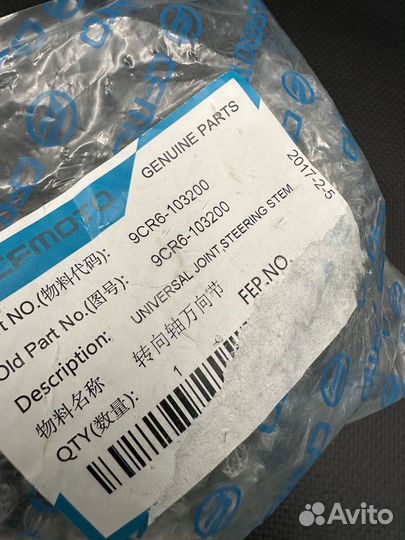 CFMOTO
GENUINE PARTS
t NO.(物料代码): 9CR6-103200
Old Part No.(图号): 9CR6-103200
Description: UNIVERSAL JOINT,STEERING STEM
物料名称 转向轴万向节
QTY(数量): 1
FEP.NO.
2017-2-5
Avito